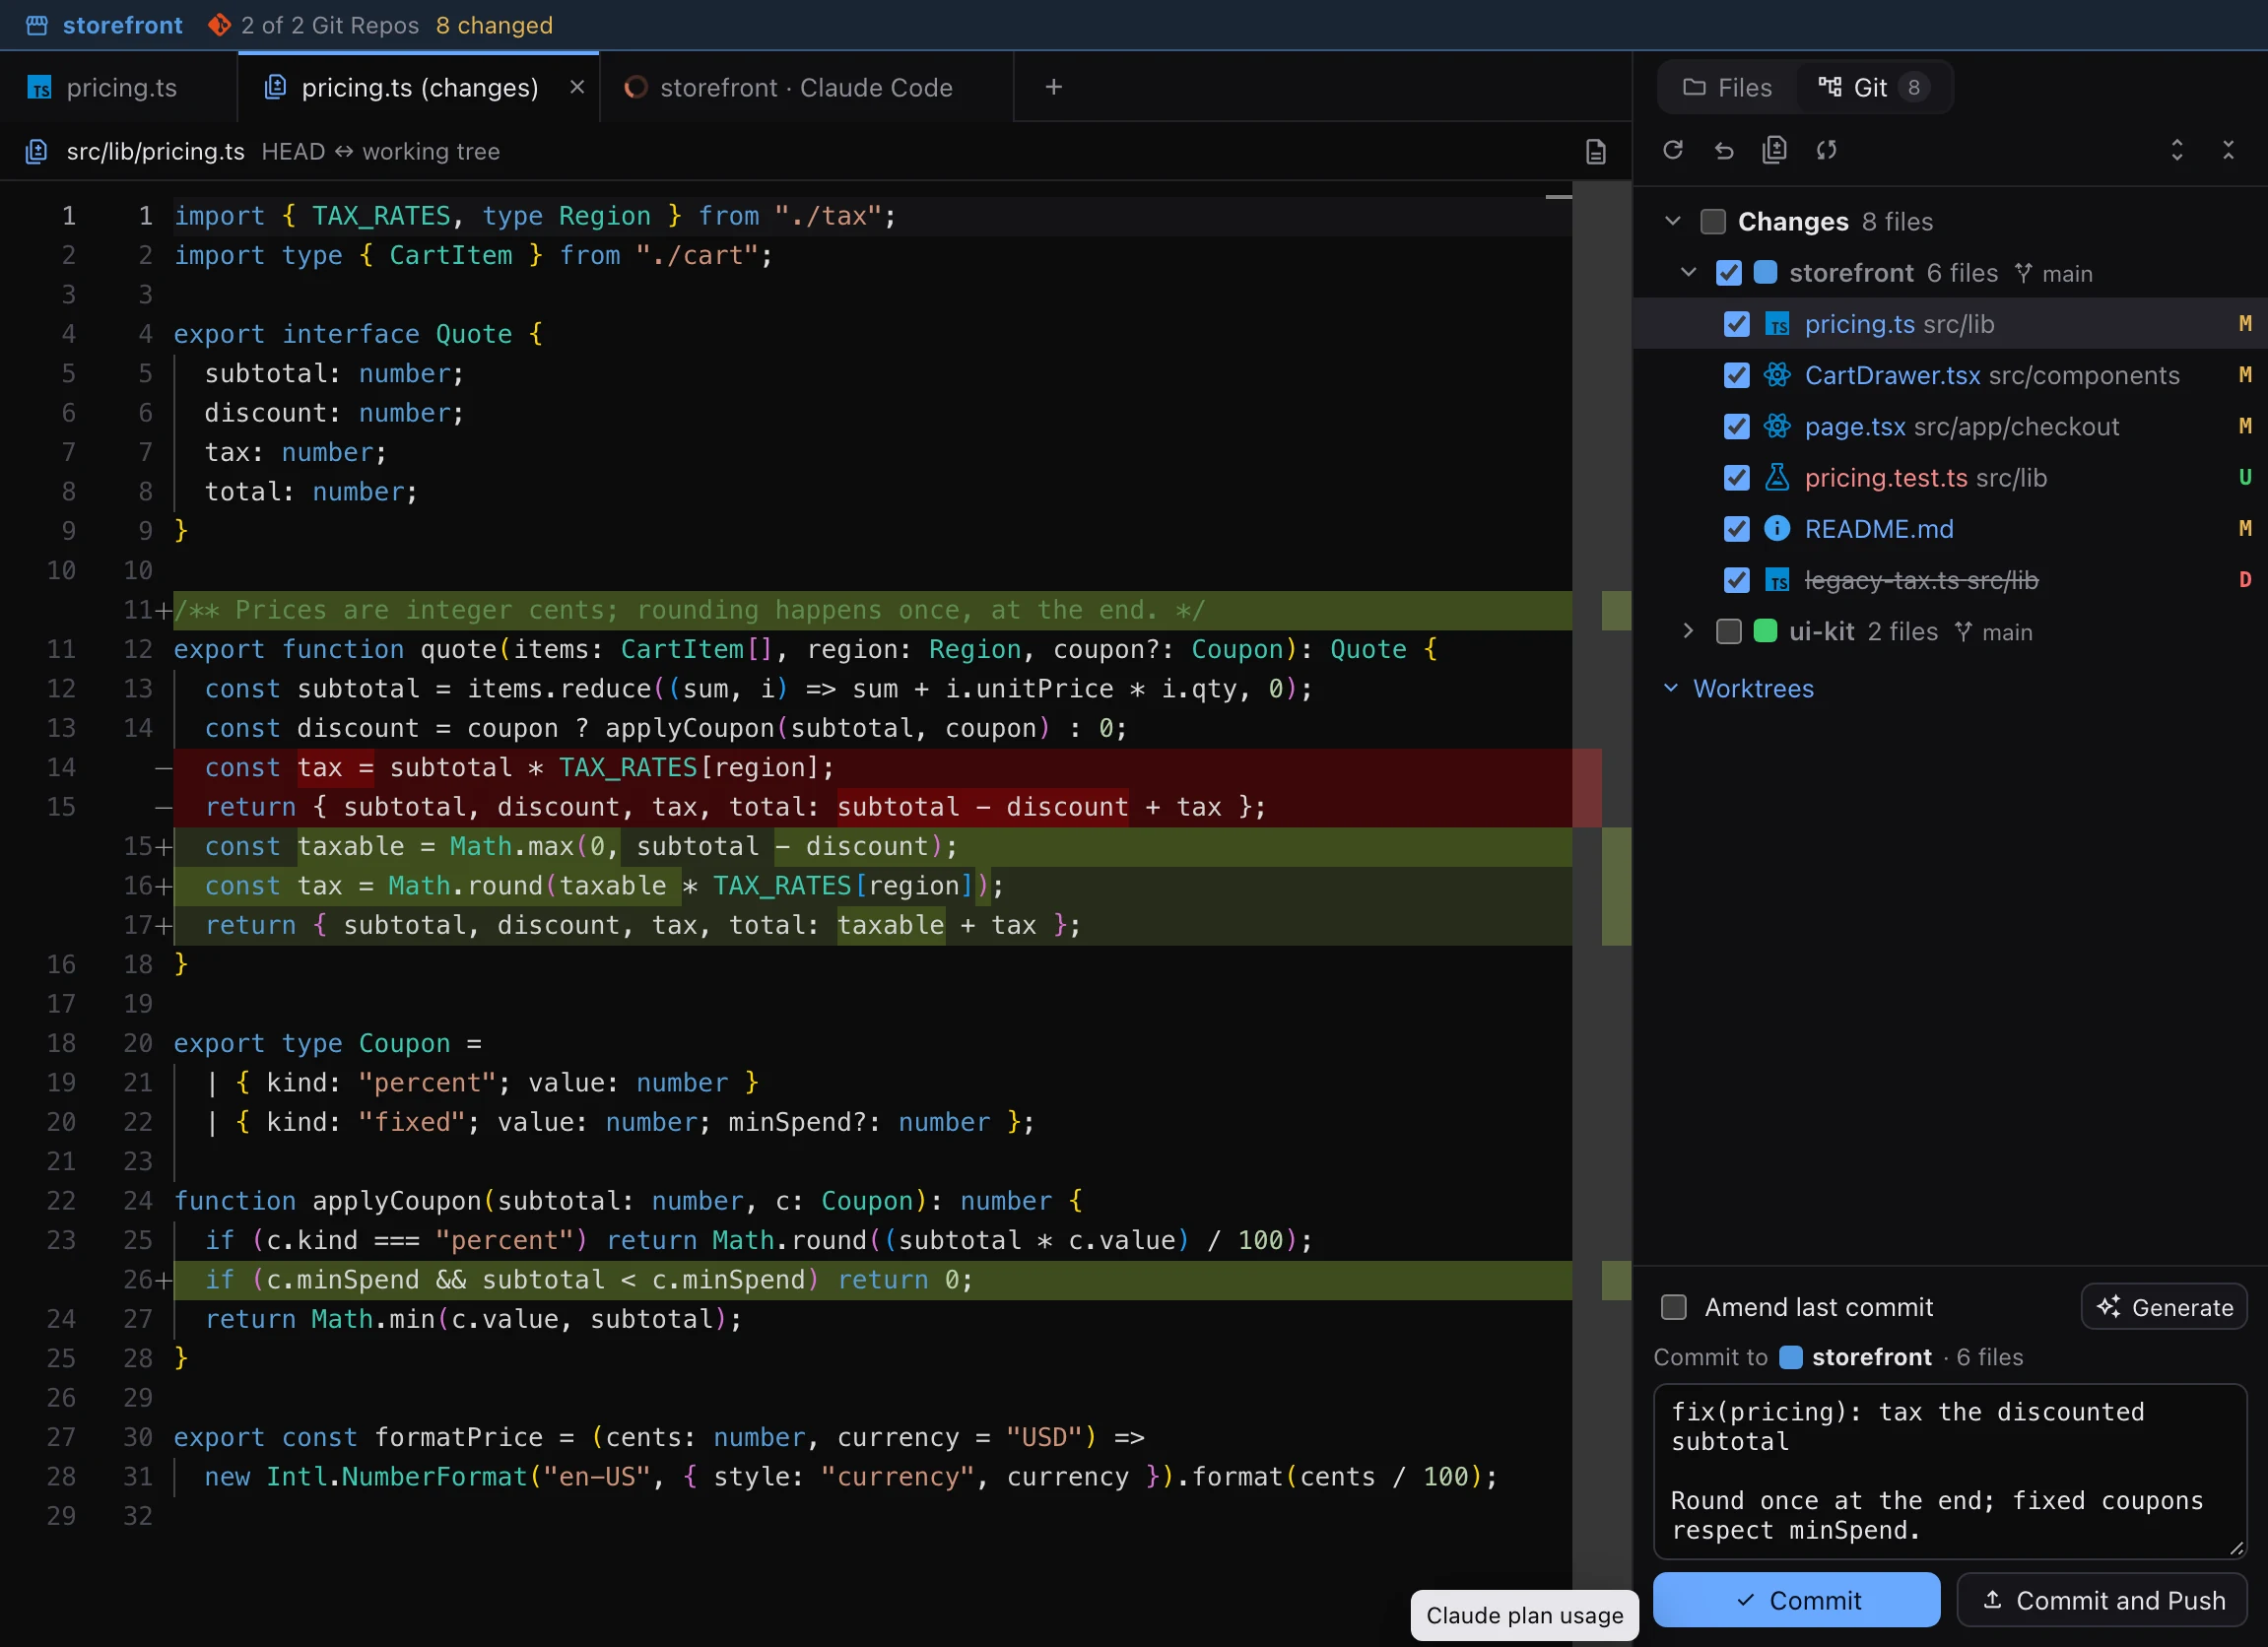 storefront 2 of 2 Git Repos 8 changed
pricing.ts
pricing.ts (changes)
storefront · Claude Code
src/lib/pricing.ts HEAD ↔ working tree
1 1 import { TAX_RATES, type Region } from "./tax";
2 2 import type { CartItem } from "./cart";
3 3
4 4 export interface Quote {
5 5 subtotal: number;
6 6 discount: number;
7 7 tax: number;
8 8 total: number;
9 9 }
10 10
11+ /** Prices are integer cents; rounding happens once, at the end. */
11 12 export function quote(items: CartItem[], region: Region, coupon?: Coupon): Quote {
12 13 const subtotal = items.reduce((sum, i) => sum + i.unitPrice * i.qty, 0);
13 14 const discount = coupon ? applyCoupon(subtotal, coupon) : 0;
14 − const tax = subtotal * TAX_RATES[region];
15 − return { subtotal, discount, tax, total: subtotal − discount + tax };
15+ const taxable = Math.max(0, subtotal − discount);
16+ const tax = Math.round(taxable * TAX_RATES[region]);
17+ return { subtotal, discount, tax, total: taxable + tax };
16 18 }
17 19
18 20 export type Coupon =
19 21 | { kind: "percent"; value: number }
20 22 | { kind: "fixed"; value: number; minSpend?: number };
21 23
22 24 function applyCoupon(subtotal: number, c: Coupon): number {
23 25 if (c.kind === "percent") return Math.round((subtotal * c.value) / 100);
26+ if (c.minSpend && subtotal < c.minSpend) return 0;
24 27 return Math.min(c.value, subtotal);
25 28 }
26 29
27 30 export const formatPrice = (cents: number, currency = "USD") =>
28 31 new Intl.NumberFormat("en-US", { style: "currency", currency }).format(cents / 100);
29 32
Claude plan usage
Files
Git 8
Changes 8 files
storefront 6 files main
TS pricing.ts src/lib M
CartDrawer.tsx src/components M
page.tsx src/app/checkout M
pricing.test.ts src/lib U
README.md M
TS legacy-tax.ts src/lib D
ui-kit 2 files main
Worktrees
Amend last commit
Generate
Commit to storefront · 6 files
fix(pricing): tax the discounted
subtotal
Round once at the end; fixed coupons
respect minSpend.
Commit
Commit and Push